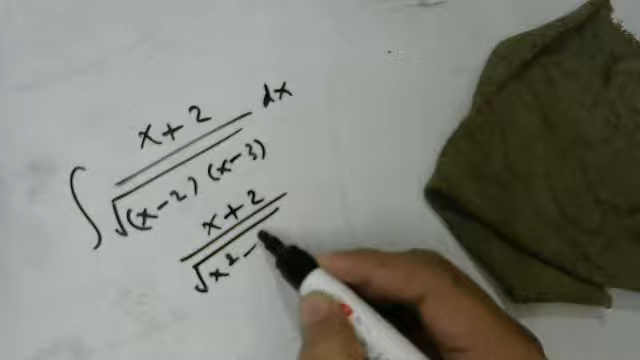 ∫ x+2 / √(x-2)(x-3) dx
x+2 / √x² -